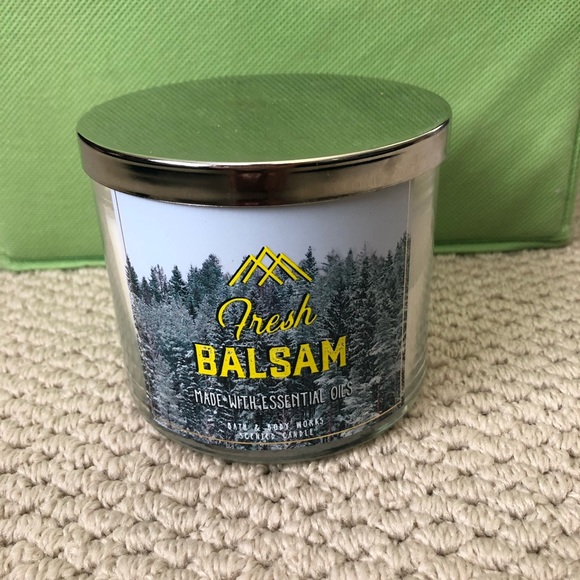 Fresh
BALSAM
MADE WITH ESSENTIAL OILS
BATH & BODY WORKS
SCENTED CANDLE